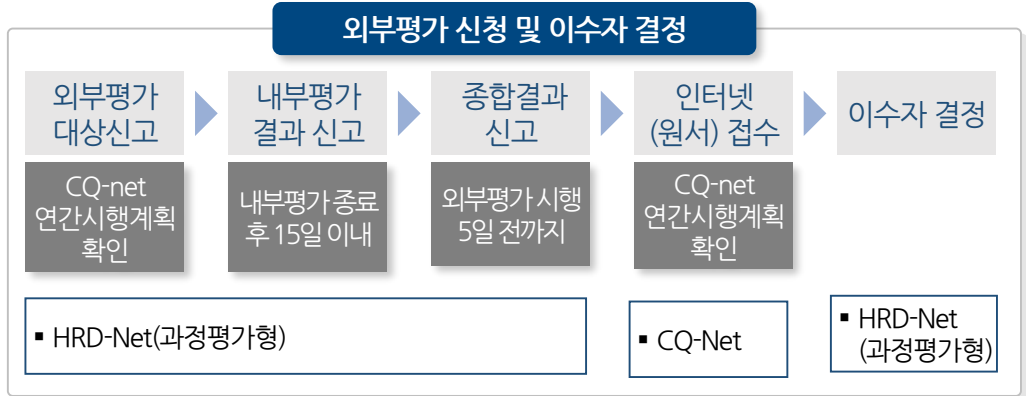 외부평가 신청 및 이수자 결정
외부평가
대상신고
내부평가
결과 신고
종합결과
신고
인터넷
(원서) 접수
이수자 결정
CQ-net
연간시행계획
확인
내부평가 종료
후 15일 이내
외부평가 시행
5일 전까지
CQ-net
연간시행계획
확인
▪ HRD-Net(과정평가형)
▪ CQ-Net
▪ HRD-Net
(과정평가형)